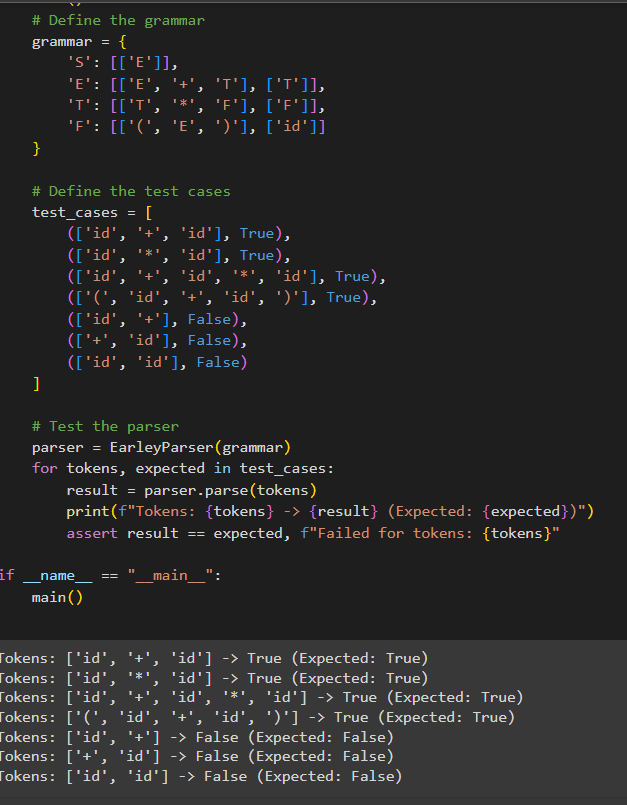 # Define the grammar
grammar = {
'S': [['E']],
'E': [['E', '+', 'T'], ['T']],
'T': [['T', '*', 'F'], ['F']],
'F': [['(', 'E', ')'], ['id']]
}
# Define the test cases
test_cases = [
(['id', '+', 'id'], True),
(['id', '*', 'id'], True),
(['id', '+', 'id', '*', 'id'], True),
(['(', 'id', '+', 'id', ')'], True),
(['id', '+'], False),
(['+', 'id'], False),
(['id', 'id'], False)
]
# Test the parser
parser = EarleyParser(grammar)
for tokens, expected in test_cases:
result = parser.parse(tokens)
print(f"Tokens: {tokens} -> {result} (Expected: {expected})")
assert result == expected, f"Failed for tokens: {tokens}"
if __name__ == "__main__":
main()
Tokens: ['id', '+', 'id'] -> True (Expected: True)
Tokens: ['id', '*', 'id'] -> True (Expected: True)
Tokens: ['id', '+', 'id', '*', 'id'] -> True (Expected: True)
Tokens: ['(', 'id', '+', 'id', ')'] -> True (Expected: True)
Tokens: ['id', '+'] -> False (Expected: False)
Tokens: ['+', 'id'] -> False (Expected: False)
Tokens: ['id', 'id'] -> False (Expected: False)